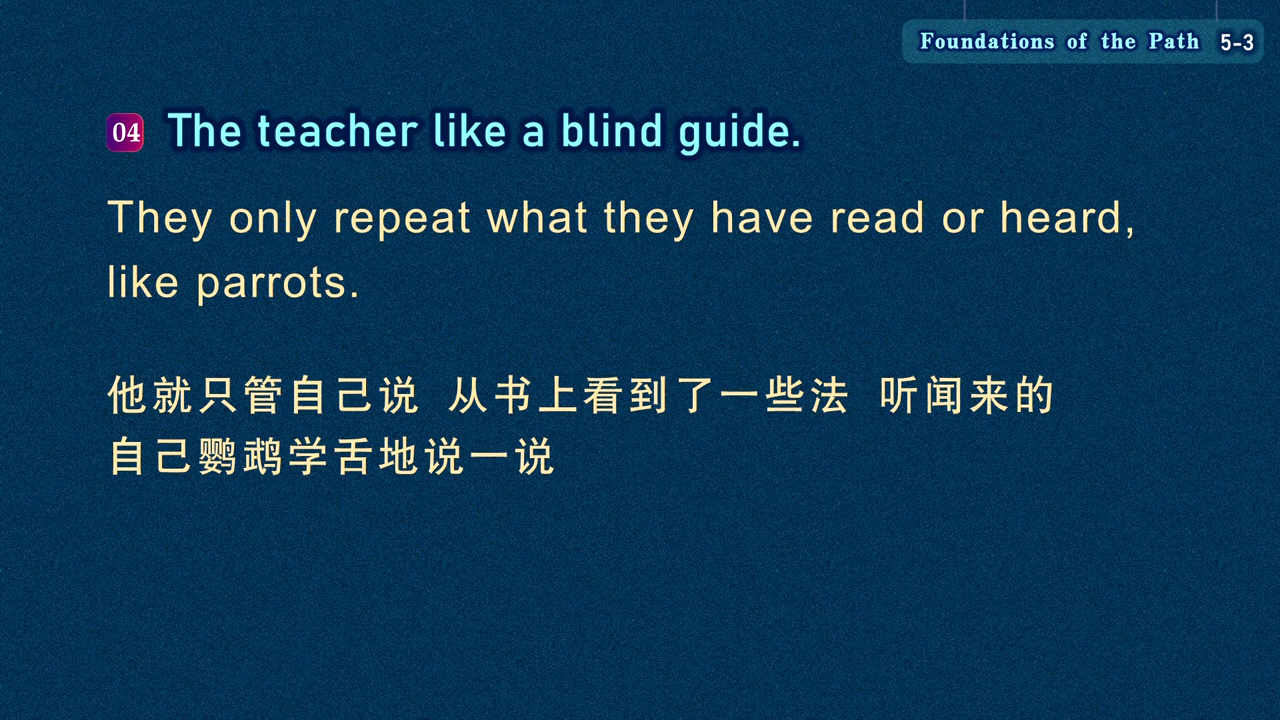 Foundations of the Path 5-3
04 The teacher like a blind guide.
They only repeat what they have read or heard,
like parrots.
他就只管自己说 从书上看到了一些法 听闻来的
自己鹦鹉学舌地说一说